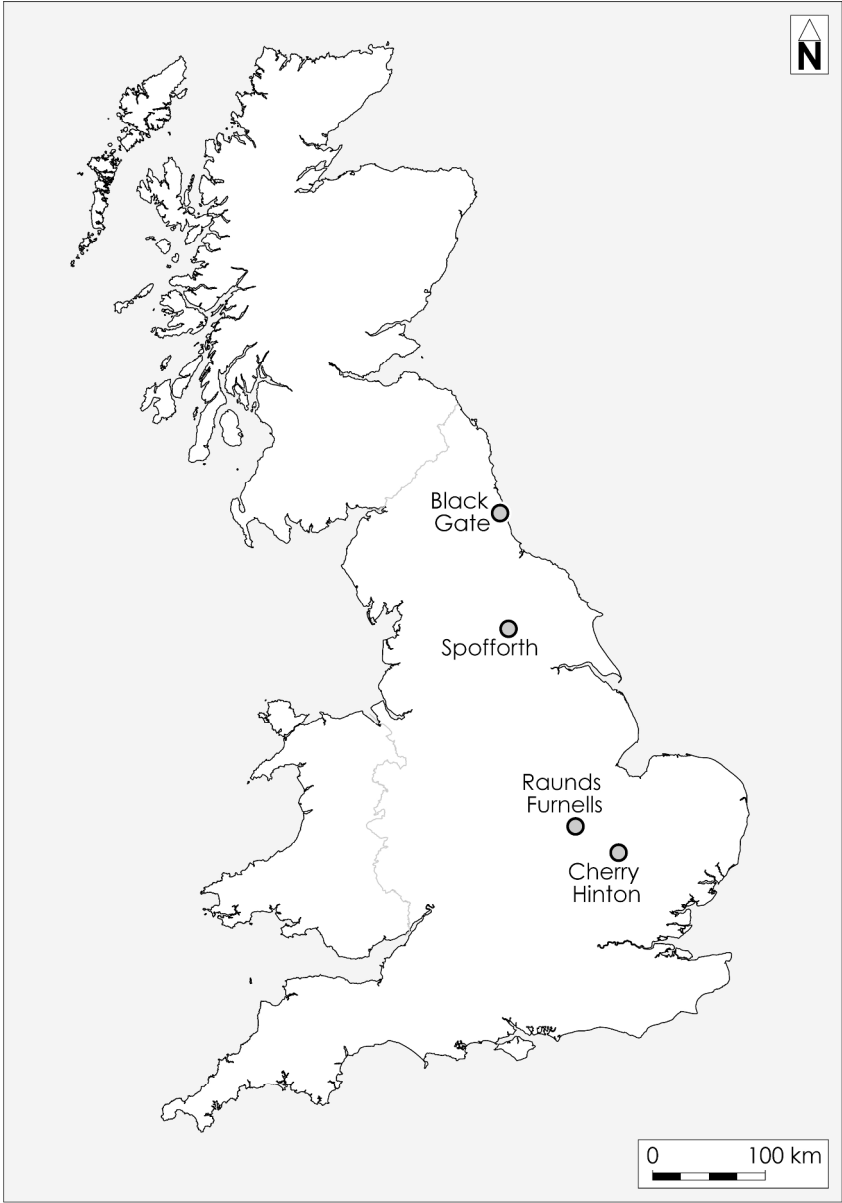 N
Black
Gate
Spofforth
Raunds
Furnells
Cherry
Hinton
0 100 km